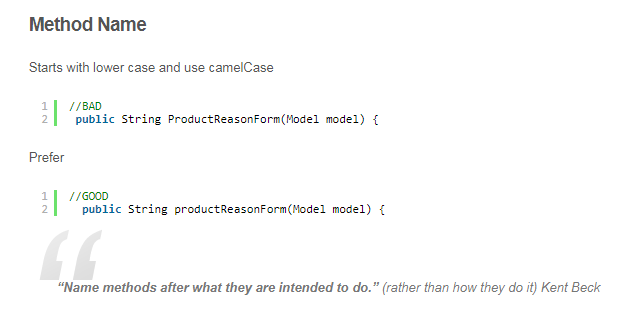 Method Name
Starts with lower case and use camelCase
1 //BAD
2 public String ProductReasonForm(Model model) {
Prefer
1 //GOOD
2 public String productReasonForm(Model model) {
“Name methods after what they are intended to do.” (rather than how they do it) Kent Beck